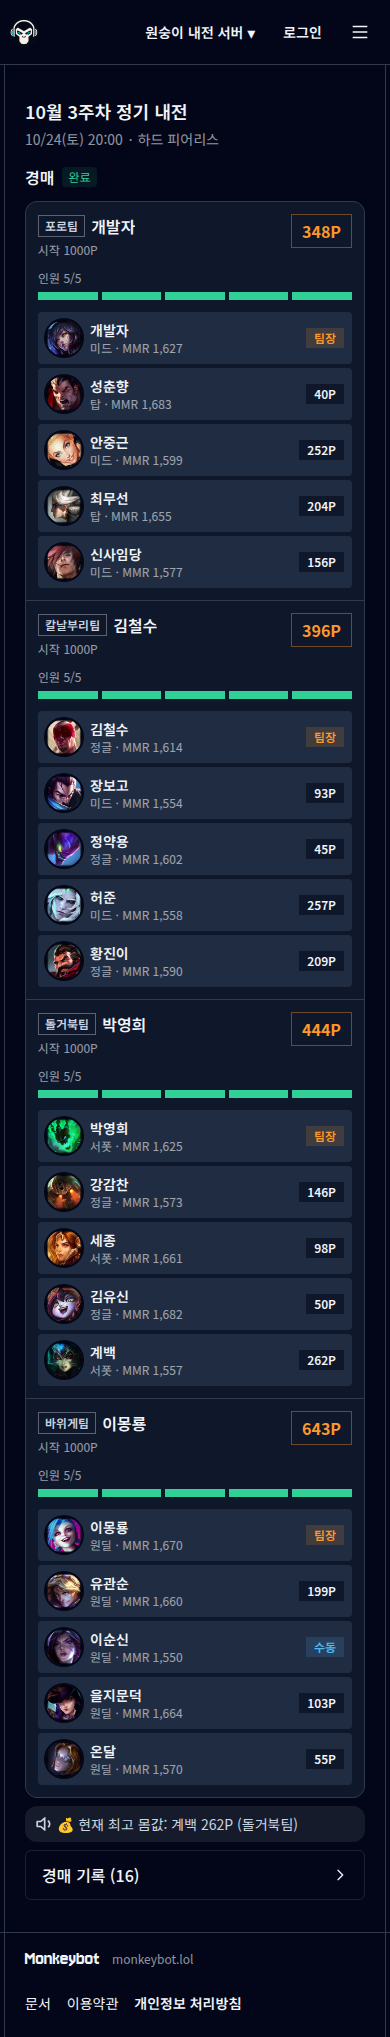 원숭이 내전 서버 ▾ 로그인
10월 3주차 정기 내전
10/24(토) 20:00 · 하드 피어리스
경매 완료
포로팀 개발자 348P
시작 1000P
인원 5/5
개발자 팀장
미드 · MMR 1,627
성춘향 40P
탑 · MMR 1,683
안중근 252P
미드 · MMR 1,599
최무선 204P
탑 · MMR 1,655
신사임당 156P
미드 · MMR 1,577
칼날부리팀 김철수 396P
시작 1000P
인원 5/5
김철수 팀장
정글 · MMR 1,614
장보고 93P
미드 · MMR 1,554
정약용 45P
정글 · MMR 1,602
허준 257P
미드 · MMR 1,558
황진이 209P
정글 · MMR 1,590
돌거북팀 박영희 444P
시작 1000P
인원 5/5
박영희 팀장
서폿 · MMR 1,625
강감찬 146P
정글 · MMR 1,573
세종 98P
서폿 · MMR 1,661
김유신 50P
정글 · MMR 1,682
계백 262P
서폿 · MMR 1,557
바위게팀 이몽룡 643P
시작 1000P
인원 5/5
이몽룡 팀장
원딜 · MMR 1,670
유관순 199P
원딜 · MMR 1,660
이순신 수동
원딜 · MMR 1,550
을지문덕 103P
원딜 · MMR 1,664
온달 55P
원딜 · MMR 1,570
💰 현재 최고 몸값: 계백 262P (돌거북팀)
경매 기록 (16)
Monkeybot monkeybot.lol
문서 이용약관 개인정보 처리방침